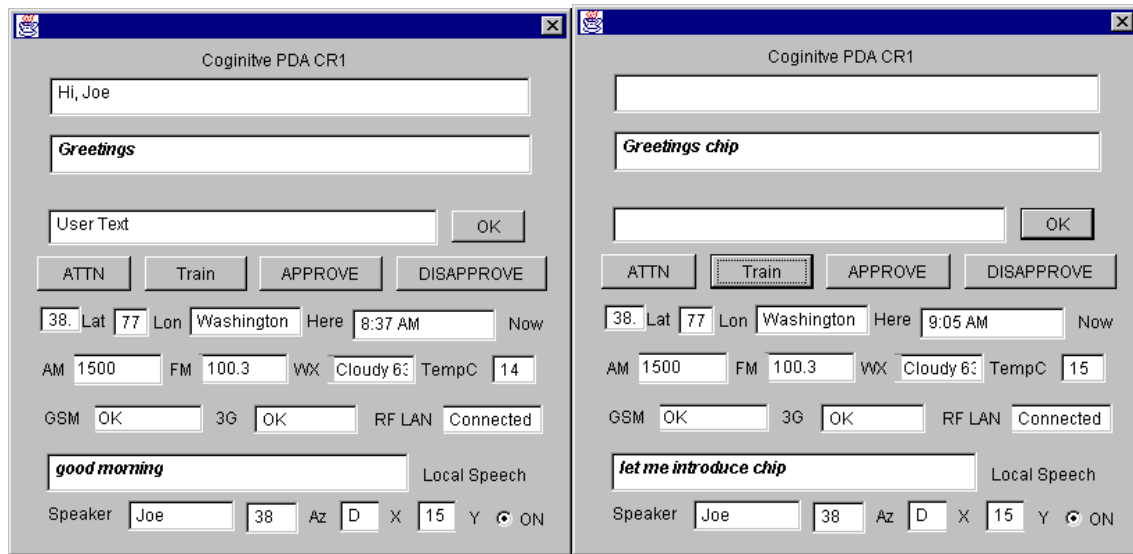 Coginitve PDA CR1
Hi, Joe
Greetings
User Text OK
ATTN Train APPROVE DISAPPROVE
38. Lat 77 Lon Washington Here 8:37 AM Now
AM 1500 FM 100.3 WX Cloudy 63 TempC 14
GSM OK 3G OK RF LAN Connected
good morning Local Speech
Speaker Joe 38 Az D X 15 Y ON
Coginitve PDA CR1
Greetings chip
OK
ATTN Train APPROVE DISAPPROVE
38. Lat 77 Lon Washington Here 9:05 AM Now
AM 1500 FM 100.3 WX Cloudy 63 TempC 15
GSM OK 3G OK RF LAN Connected
let me introduce chip Local Speech
Speaker Joe 38 Az D X 15 Y ON